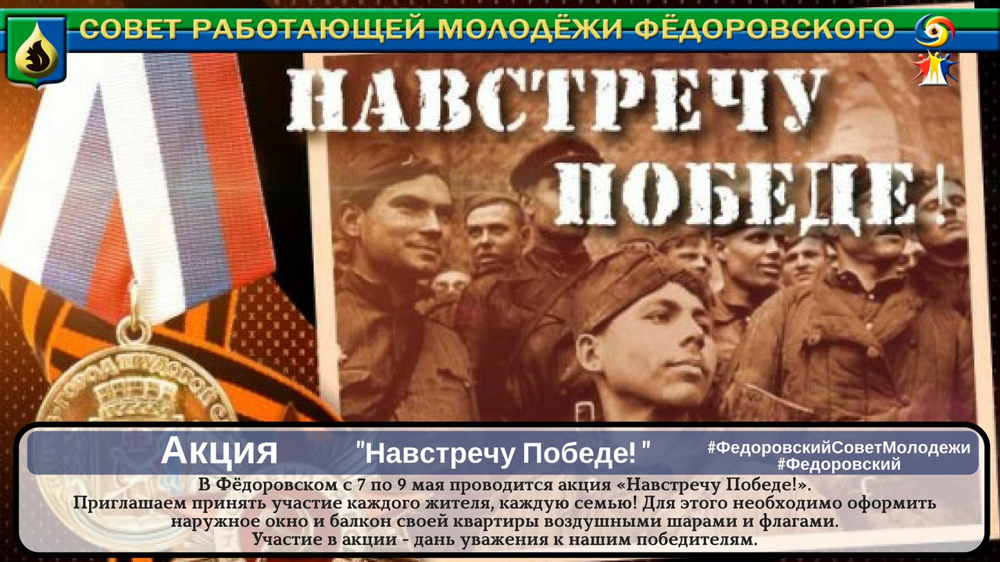 СОВЕТ РАБОТАЮЩЕЙ МОЛОДЁЖИ ФЁДОРОВСКОГО
НАВСТРЕЧУ
ПОБЕДЕ!
ГОРОД ТРУДОВОЙ
Акция "Навстречу Победе! "
#ФедоровскийСоветМолодежи
#Федоровский
В Фёдоровском с 7 по 9 мая проводится акция «Навстречу Победе!».
Приглашаем принять участие каждого жителя, каждую семью! Для этого необходимо оформить
наружное окно и балкон своей квартиры воздушными шарами и флагами.
Участие в акции - дань уважения к нашим победителям.